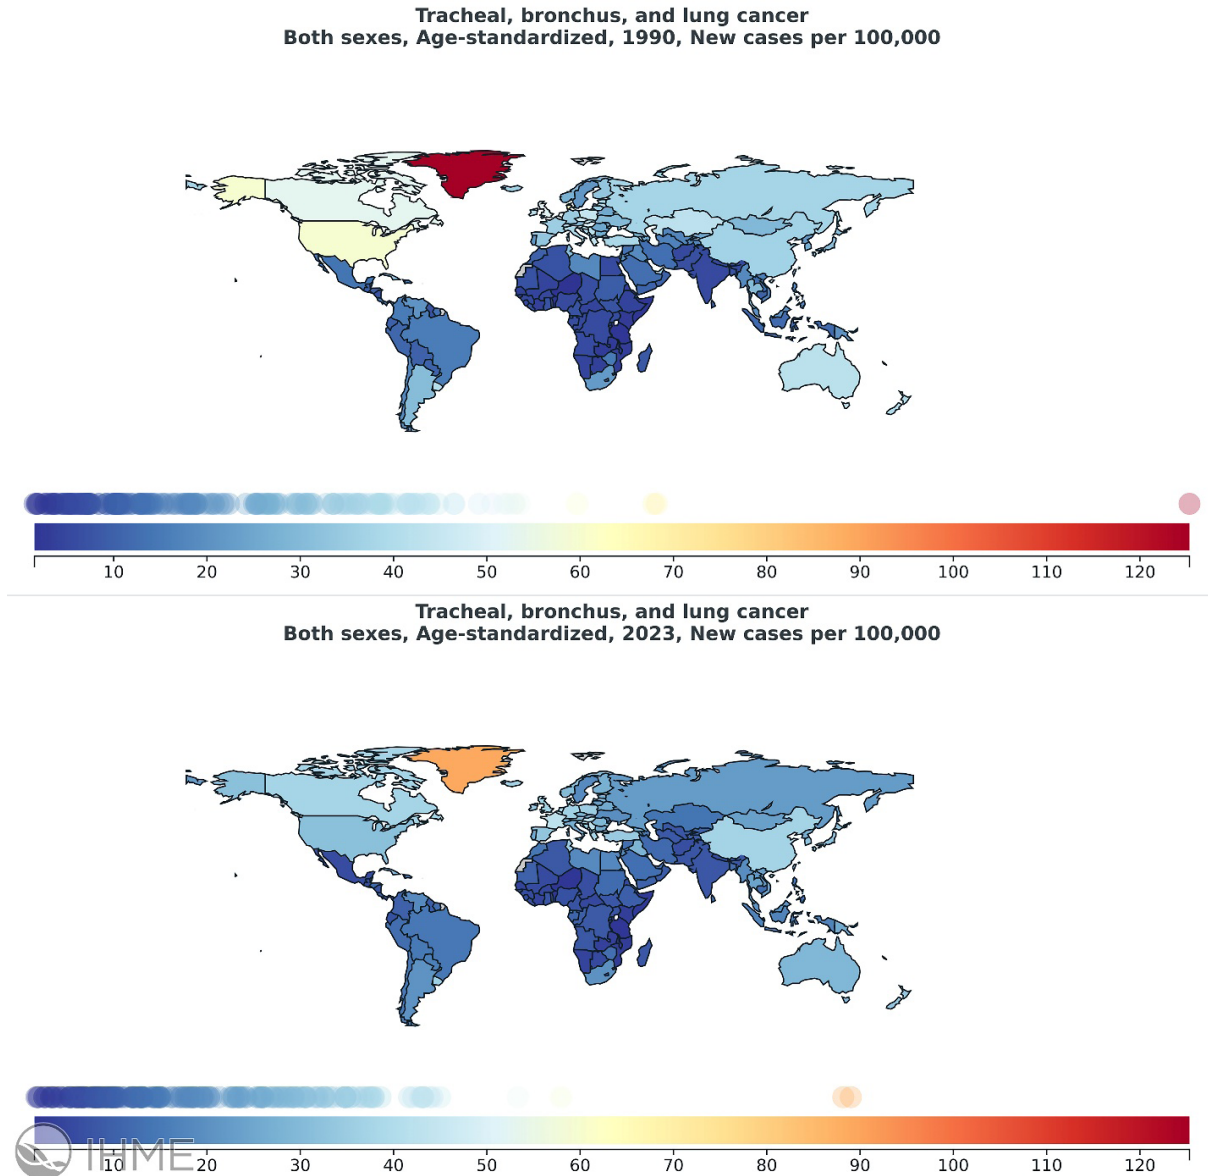 Tracheal, bronchus, and lung cancer
Both sexes, Age-standardized, 1990, New cases per 100,000
10 20 30 40 50 60 70 80 90 100 110 120
Tracheal, bronchus, and lung cancer
Both sexes, Age-standardized, 2023, New cases per 100,000
IHME
10 20 30 40 50 60 70 80 90 100 110 120